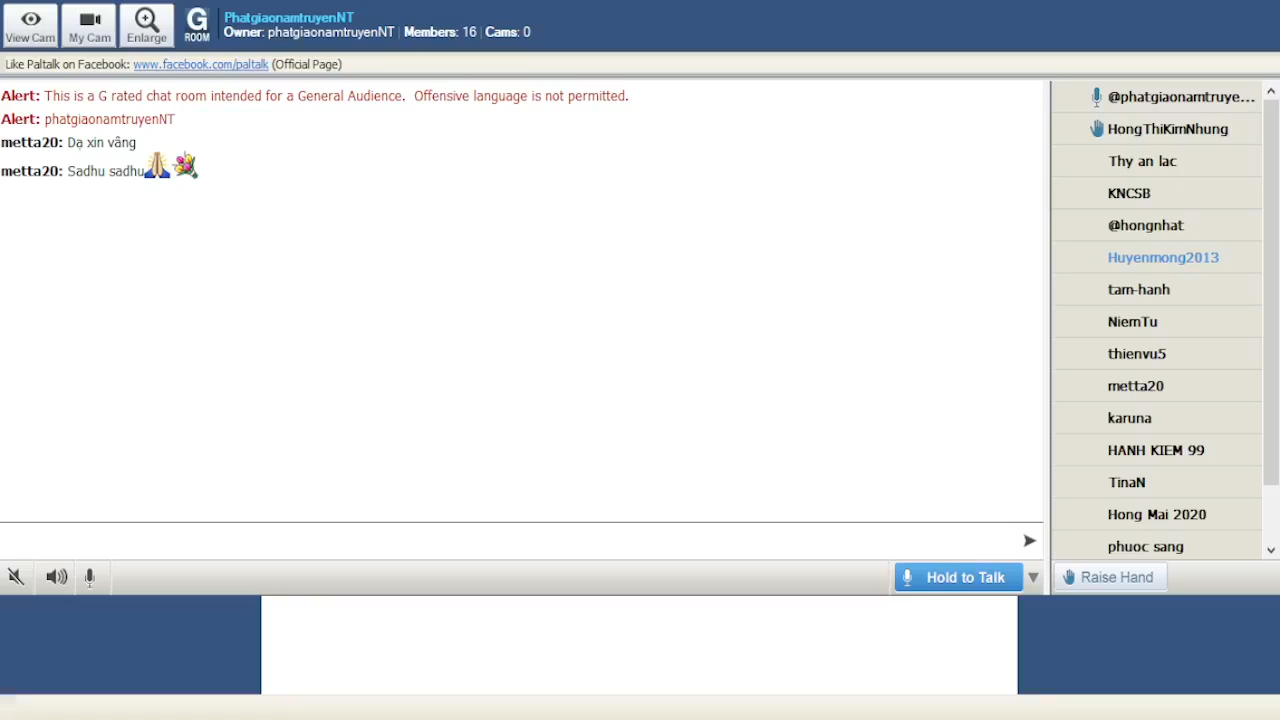 View Cam
My Cam
Enlarge
G
ROOM
PhatgiaonamtruyenNT
Owner: phatgiaonamtruyenNT | Members: 16 | Cams: 0
Like Paltalk on Facebook: www.facebook.com/paltalk (Official Page)
Alert: This is a G rated chat room intended for a General Audience. Offensive language is not permitted.
Alert: phatgiaonamtruyenNT
metta20: Dạ xin vâng
metta20: Sadhu sadhu
@phatgiaonamtruye...
HongThiKimNhung
Thy an lac
KNCSB
@hongnhat
Huyenmong2013
tam-hanh
NiemTu
thienvu5
metta20
karuna
HANH KIEM 99
TinaN
Hong Mai 2020
phuoc sang
Hold to Talk
Raise Hand